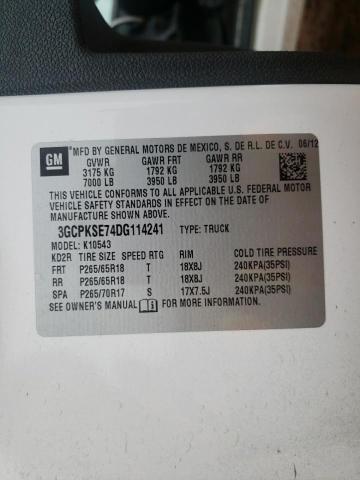 GM MFD BY GENERAL MOTORS DE MEXICO, S. DE R.L. DE C.V. 06/12
GVWR GAWR FRT GAWR RR
3175 KG 1792 KG 1792 KG
7000 LB 3950 LB 3950 LB
THIS VEHICLE CONFORMS TO ALL APPLICABLE U.S. FEDERAL MOTOR
VEHICLE SAFETY STANDARDS IN EFFECT ON THE DATE OF
MANUFACTURE SHOWN ABOVE.
3GCPKSE74DG114241 TYPE: TRUCK
MODEL: K10543
KD2R TIRE SIZE SPEED RTG RIM COLD TIRE PRESSURE
FRT P265/65R18 T 18X8J 240KPA(35PSI)
RR P265/65R18 T 18X8J 240KPA(35PSI)
SPA P265/70R17 S 17X7.5J 240KPA(35PSI)
SEE OWNER'S MANUAL FOR MORE INFORMATION.